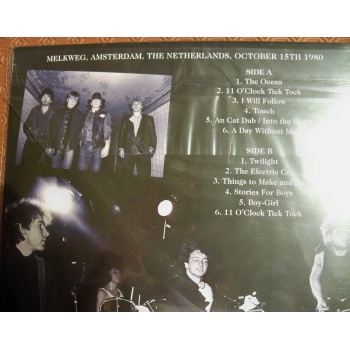 MELKWEG, AMSTERDAM, THE NETHERLANDS, OCTOBER 15TH 1980
SIDE A
1. The Ocean
2. 11 O'Clock Tick Tock
3. I Will Follow
4. Touch
5. An Cat Dub / Into the
6. A Day Without
SIDE B
1. Twilight
2. The Electric
3. Things to Make and
4. Stories For Boys
5. Boy-Girl
6. 11 O'Clock Tick Tock